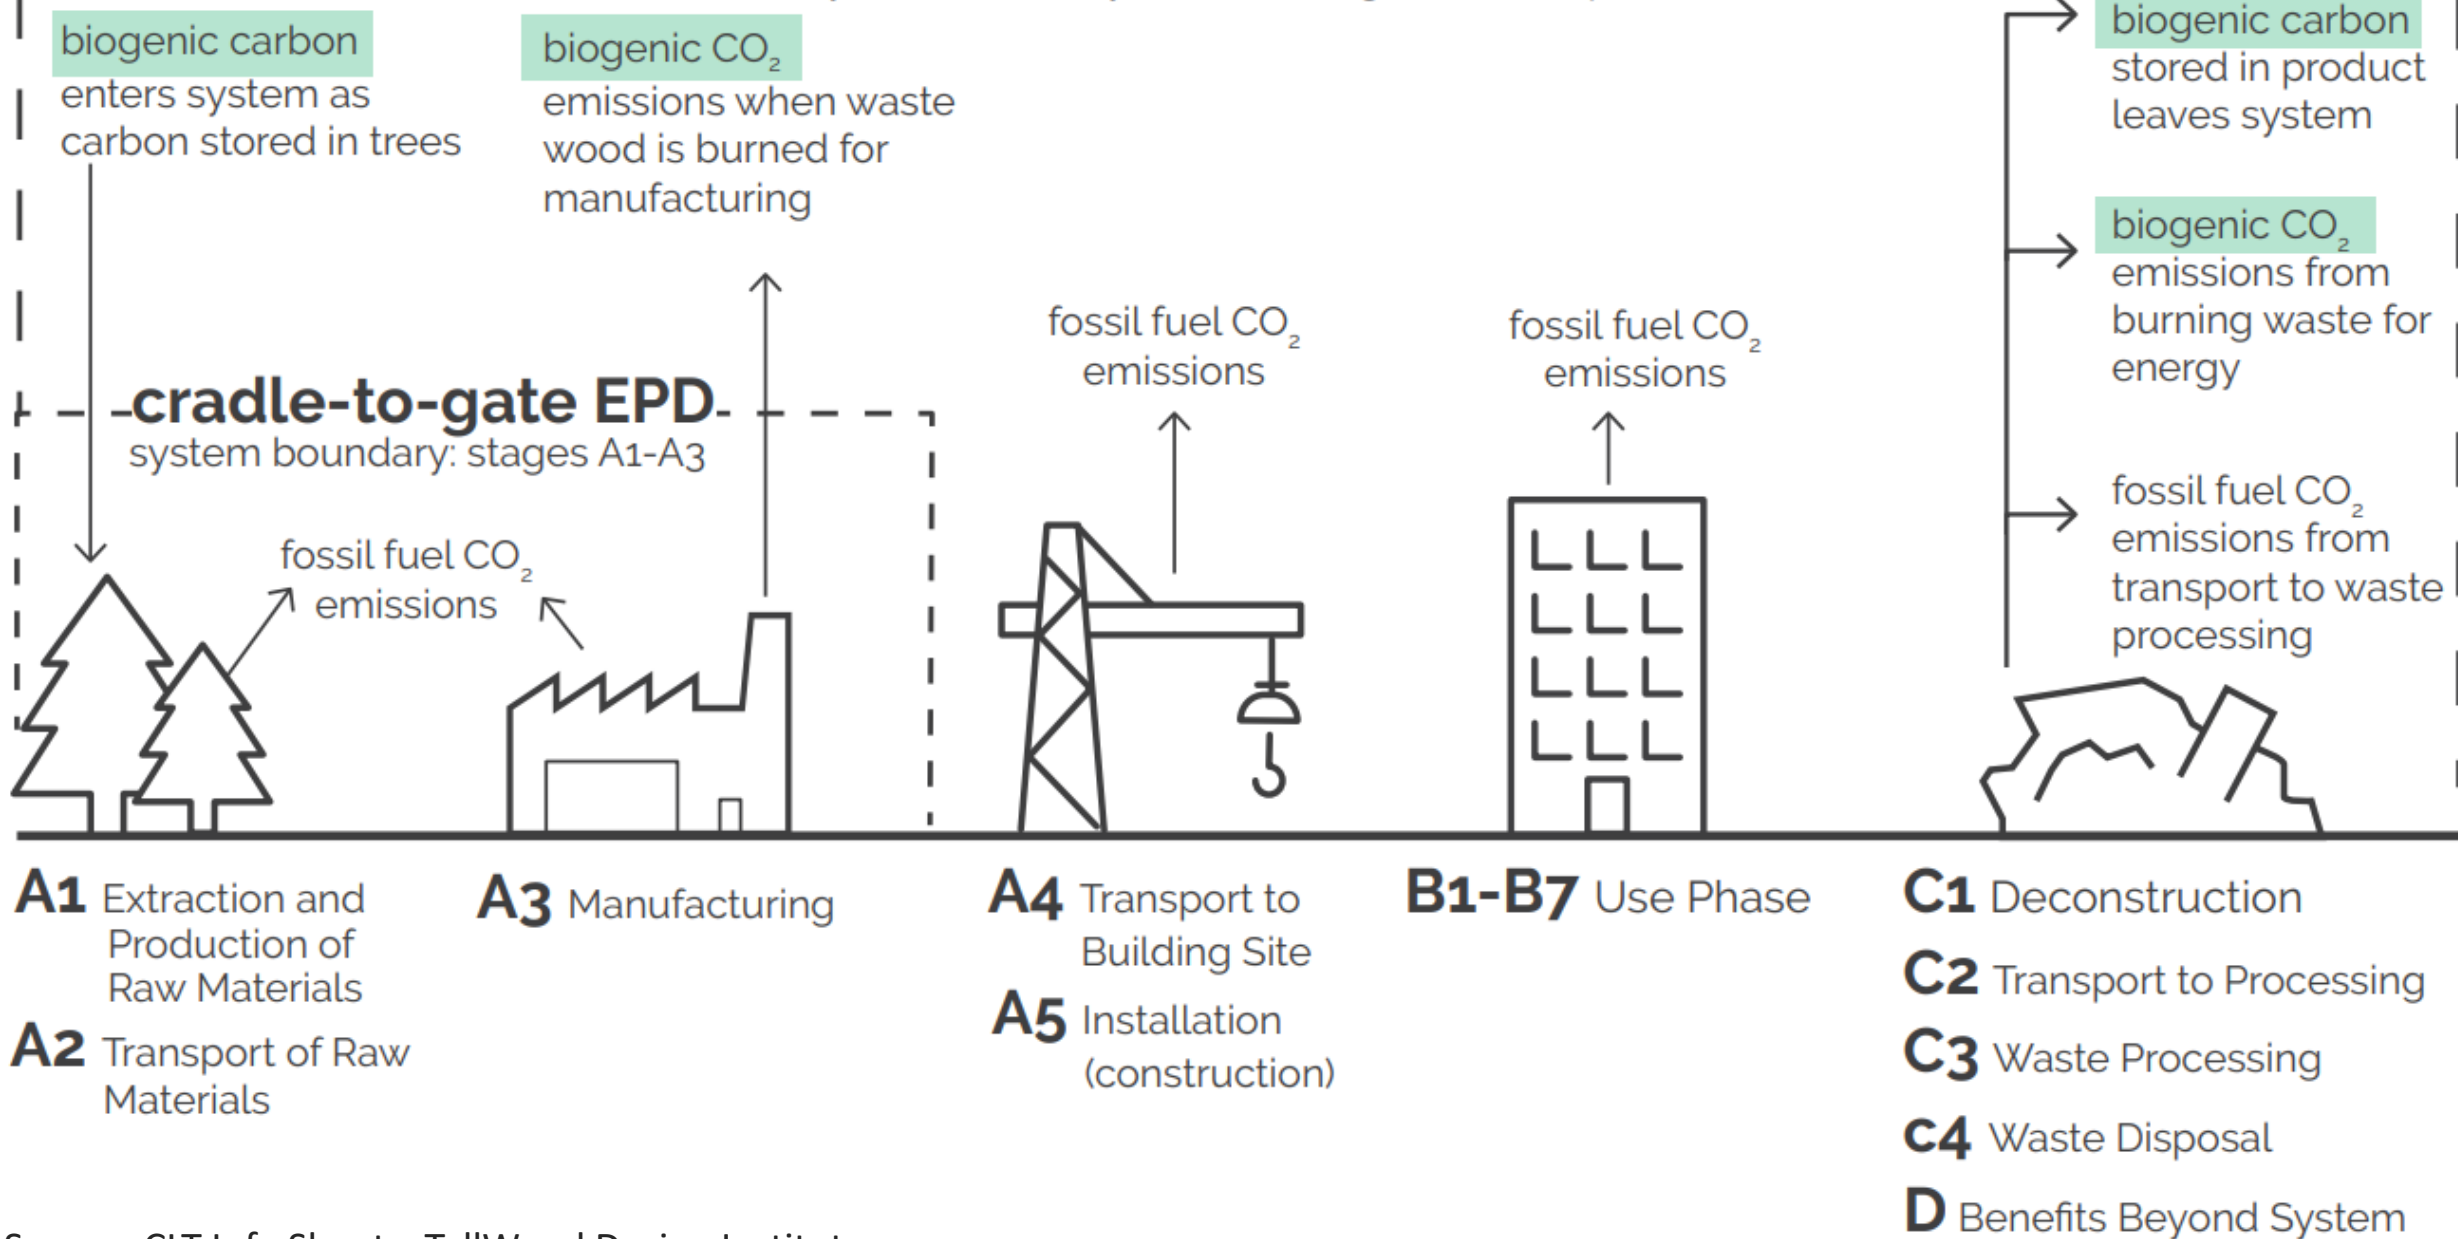 biogenic carbon
enters system as
carbon stored in trees
biogenic CO₂
emissions when waste
wood is burned for
manufacturing
cradle-to-gate EPD
system boundary: stages A1-A3
fossil fuel CO₂
emissions
fossil fuel CO₂
emissions
fossil fuel CO₂
emissions
biogenic carbon
stored in product
leaves system
biogenic CO₂
emissions from
burning waste for
energy
fossil fuel CO₂
emissions from
transport to waste
processing
A1 Extraction and
Production of
Raw Materials
A2 Transport of Raw
Materials
A3 Manufacturing
A4 Transport to
Building Site
A5 Installation
(construction)
B1-B7 Use Phase
C1 Deconstruction
C2 Transport to Processing
C3 Waste Processing
c4 Waste Disposal
D Benefits Beyond System